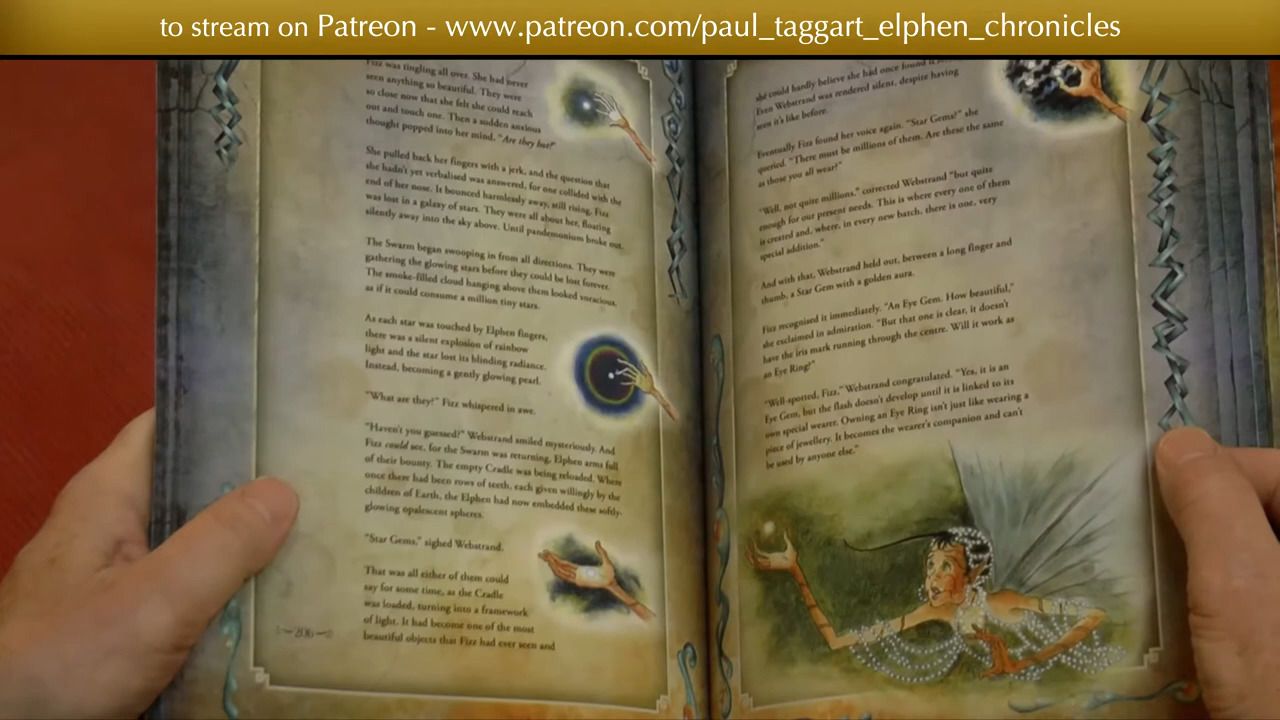 to stream on Patreon - www.patreon.com/paul_taggart_elphen_chronicles
Fizz was tingling all over. She had never
seen anything so beautiful. They were
so close now that she felt she could reach
out and touch one. Then a sudden anxious
thought popped into her mind. "Are they hot?"
She pulled back her fingers with a jerk, and the question that
she hadn't yet verbalised was answered, for one collided with the
end of her nose. It bounced harmlessly away, still rising. Fizz
was lost in a galaxy of stars. They were all about her, floating
silently away into the sky above. Until pandemonium broke out.
The Swarm began swooping in from all directions. They were
gathering the glowing stars before they could be lost forever.
The smoke-filled cloud hanging above them looked voracious,
as if it could consume a million tiny stars.
As each star was touched by Elphen fingers,
there was a silent explosion of rainbow
light and the star lost its blinding radiance.
Instead, becoming a gently glowing pearl.
"What are they?" Fizz whispered in awe.
"Haven't you guessed?" Webstrand smiled mysteriously. And
Fizz could see, for the Swarm was returning, Elphen arms full
of their bounty. The empty Cradle was being reloaded. Where
once there had been rows of teeth, each given willingly by the
children of Earth, the Elphen had now embedded these softly-
glowing opalescent spheres.
"Star Gems," sighed Webstrand.
That was all either of them could
say for some time, as the Cradle
was loaded, turning into a framework
of light. It had become one of the most
beautiful objects that Fizz had ever seen and
206
she could hardly believe she had once found it
Even Webstrand was rendered silent, despite having
seen it's like before.
Eventually Fizz found her voice again. "Star Gems?" she
queried. "There must be millions of them. Are these the same
as those you all wear?"
"Well, not quite millions," corrected Webstrand "but quite
enough for our present needs. This is where every one of them
is created and, where, in every new batch, there is one, very
special addition."
And with that, Webstrand held out, between a long finger and
thumb, a Star Gem with a golden aura.
Fizz recognised it immediately. "An Eye Gem. How beautiful,"
she exclaimed in admiration. "But that one is clear, it doesn't
have the iris mark running through the centre. Will it work as
an Eye Ring?"
"Well-spotted, Fizz," Webstrand congratulated. "Yes, it is an
Eye Gem, but the flash doesn't develop until it is linked to its
own special wearer. Owning an Eye Ring isn't just like wearing a
piece of jewellery. It becomes the wearer's companion and can't
be used by anyone else."